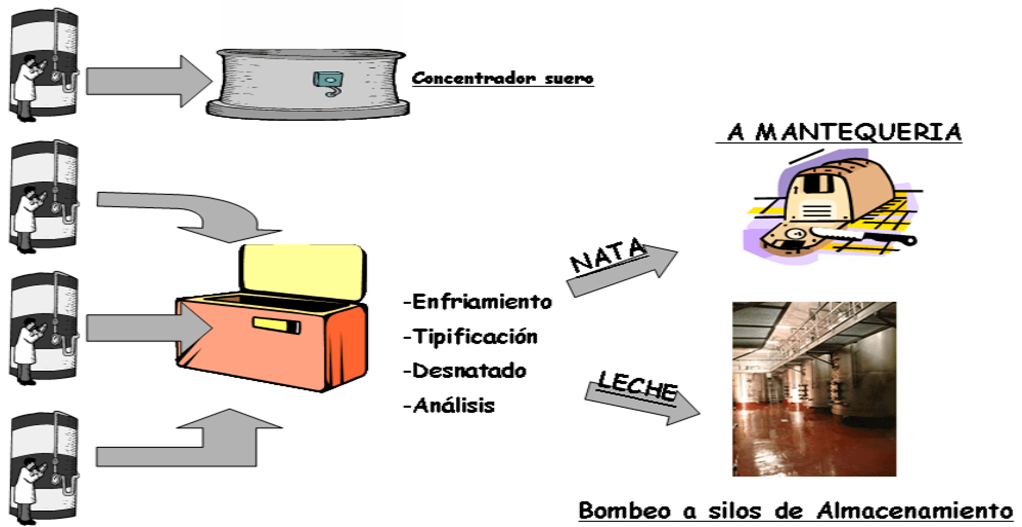 Concentrador suero
A MANTEQUERIA
NATA
-Enfriamiento
-Tipificación
-Desnatado
-Análisis
LECHE
Bombeo a silos de Almacenamiento